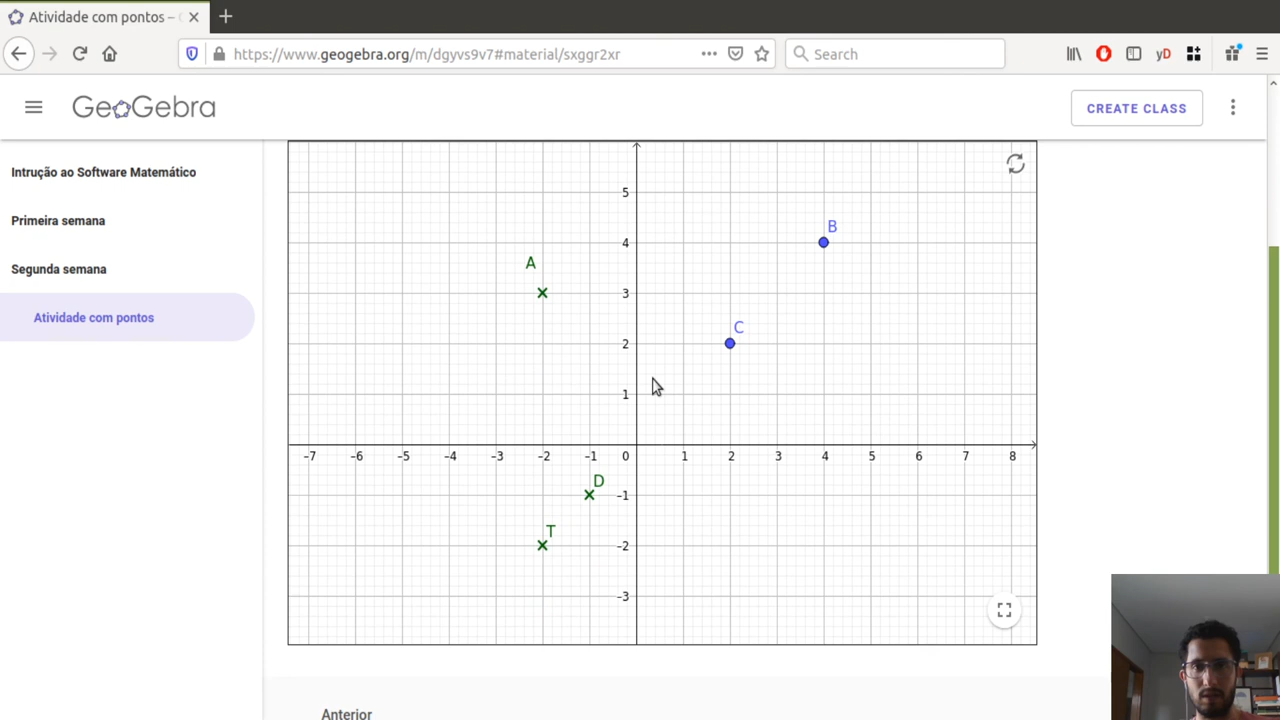 Atividade com pontos –
https://www.geogebra.org/m/dgyvs9v7#material/sxggr2xr
Search
yD
GeoGebra
CREATE CLASS
Intrução ao Software Matemático
Primeira semana
Segunda semana
Atividade com pontos
5
B
4
A
3
C
2
1
-7 -6 -5 -4 -3 -2 -1 0 1 2 3 4 5 6 7 8
D
-1
T
-2
-3
Anterior